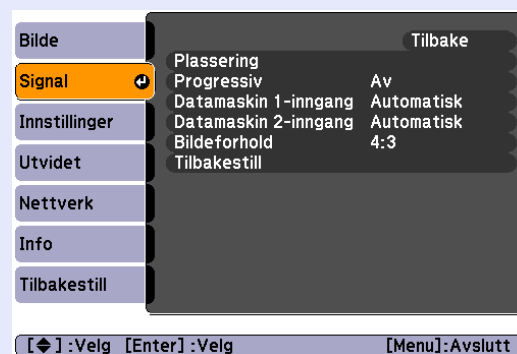 Bilde
Signal
Innstillinger
Utvidet
Nettverk
Info
Tilbakestill
Tilbake
Plassering
Progressiv Av
Datamaskin 1-inngang Automatisk
Datamaskin 2-inngang Automatisk
Bildeforhold 4:3
Tilbakestill
[◆] :Velg [Enter] :Velg [Menu]:Avslutt